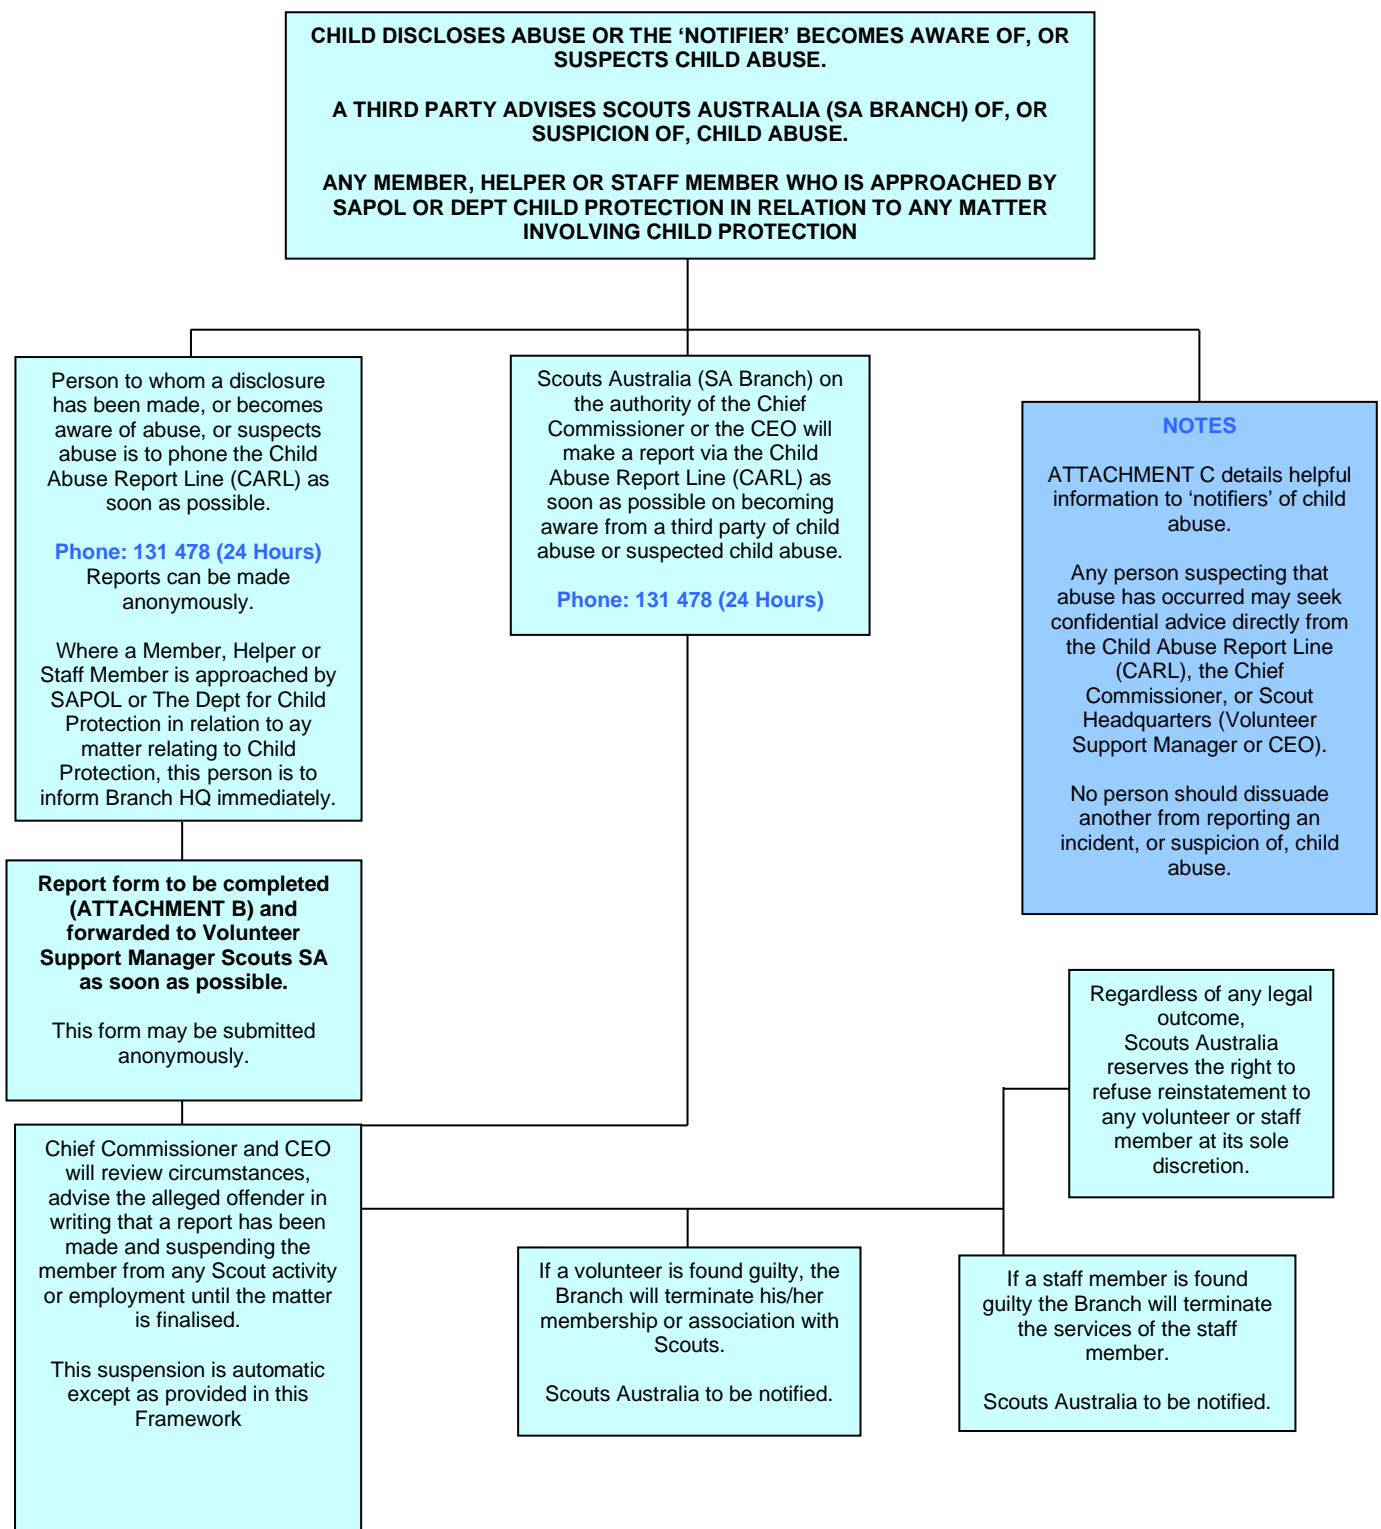 CHILD DISCLOSES ABUSE OR THE ‘NOTIFIER’ BECOMES AWARE OF, OR
SUSPECTS CHILD ABUSE.
A THIRD PARTY ADVISES SCOUTS AUSTRALIA (SA BRANCH) OF, OR
SUSPICION OF, CHILD ABUSE.
ANY MEMBER, HELPER OR STAFF MEMBER WHO IS APPROACHED BY
SAPOL OR DEPT CHILD PROTECTION IN RELATION TO ANY MATTER
INVOLVING CHILD PROTECTION
Person to whom a disclosure
has been made, or becomes
aware of abuse, or suspects
abuse is to phone the Child
Abuse Report Line (CARL) as
soon as possible.
Phone: 131 478 (24 Hours)
Reports can be made
anonymously.
Where a Member, Helper or
Staff Member is approached by
SAPOL or The Dept for Child
Protection in relation to ay
matter relating to Child
Protection, this person is to
inform Branch HQ immediately.
Scouts Australia (SA Branch) on
the authority of the Chief
Commissioner or the CEO will
make a report via the Child
Abuse Report Line (CARL) as
soon as possible on becoming
aware from a third party of child
abuse or suspected child abuse.
Phone: 131 478 (24 Hours)
NOTES
ATTACHMENT C details helpful
information to ‘notifiers’ of child
abuse.
Any person suspecting that
abuse has occurred may seek
confidential advice directly from
the Child Abuse Report Line
(CARL), the Chief
Commissioner, or Scout
Headquarters (Volunteer
Support Manager or CEO).
No person should dissuade
another from reporting an
incident, or suspicion of, child
abuse.
Report form to be completed
(ATTACHMENT B) and
forwarded to Volunteer
Support Manager Scouts SA
as soon as possible.
This form may be submitted
anonymously.
Regardless of any legal
outcome,
Scouts Australia
reserves the right to
refuse reinstatement to
any volunteer or staff
member at its sole
discretion.
Chief Commissioner and CEO
will review circumstances,
advise the alleged offender in
writing that a report has been
made and suspending the
member from any Scout activity
or employment until the matter
is finalised.
This suspension is automatic
except as provided in this
Framework
If a volunteer is found guilty, the
Branch will terminate his/her
membership or association with
Scouts.
Scouts Australia to be notified.
If a staff member is found
guilty the Branch will terminate
the services of the staff
member.
Scouts Australia to be notified.